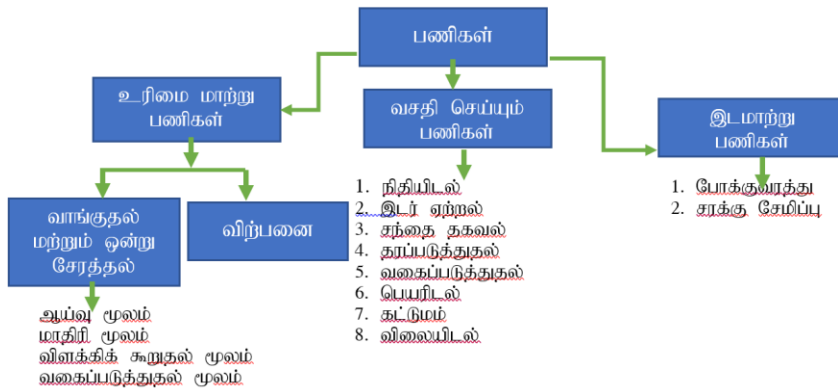 பணிகள்
உரிமை மாற்று
பணிகள்
வசதி செய்யும்
பணிகள்
இடமாற்று
பணிகள்
வாங்குதல்
மற்றும் ஒன்று
சேரத்தல்
விற்பனை
1. நிதியிடல்
2. இடர் ஏற்றல்
3. சந்தை தகவல்
4. தரப்படுத்துதல்
5. வகைப்படுத்துதல்
6. பெயரிடல்
7. கட்டுமம்
8. விலையிடல்
1. போக்குவரத்து
2. சரக்கு சேமிப்பு
ஆய்வு மூலம்
மாதிரி மூலம்
விளக்கிக் கூறுதல் மூலம்
வகைப்படுத்துதல் மூலம்